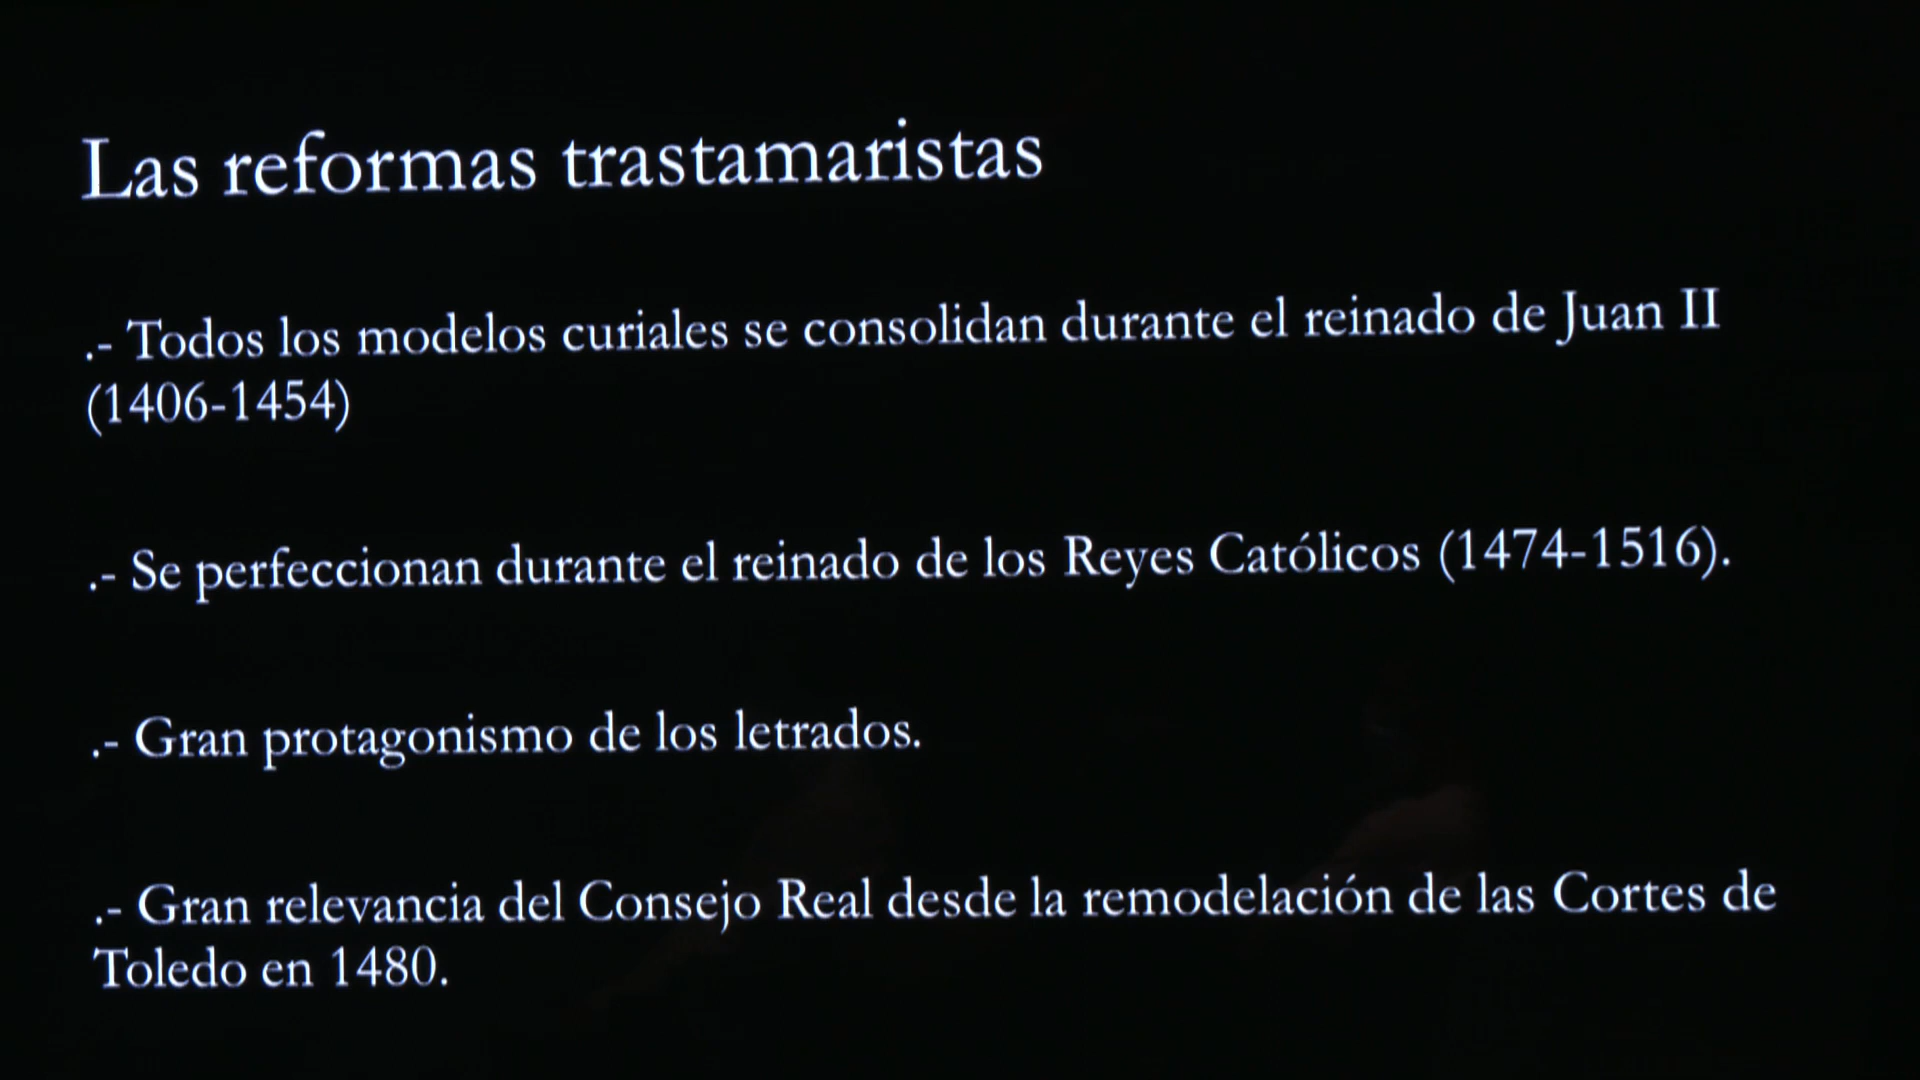 Las reformas trastamaristas
.- Todos los modelos curiales se consolidan durante el reinado de Juan II
(1406-1454)
.- Se perfeccionan durante el reinado de los Reyes Católicos (1474-1516).
.- Gran protagonismo de los letrados.
.- Gran relevancia del Consejo Real desde la remodelación de las Cortes de
Toledo en 1480.